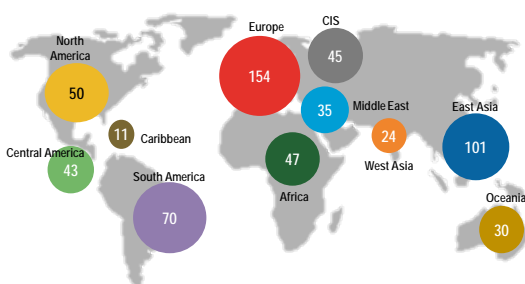 Europe
154
CIS
45
North
America
50
35
Middle East
East Asia
101
11
Caribbean
24
West Asia
Central America
43
47
Africa
South America
70
Oceania
30